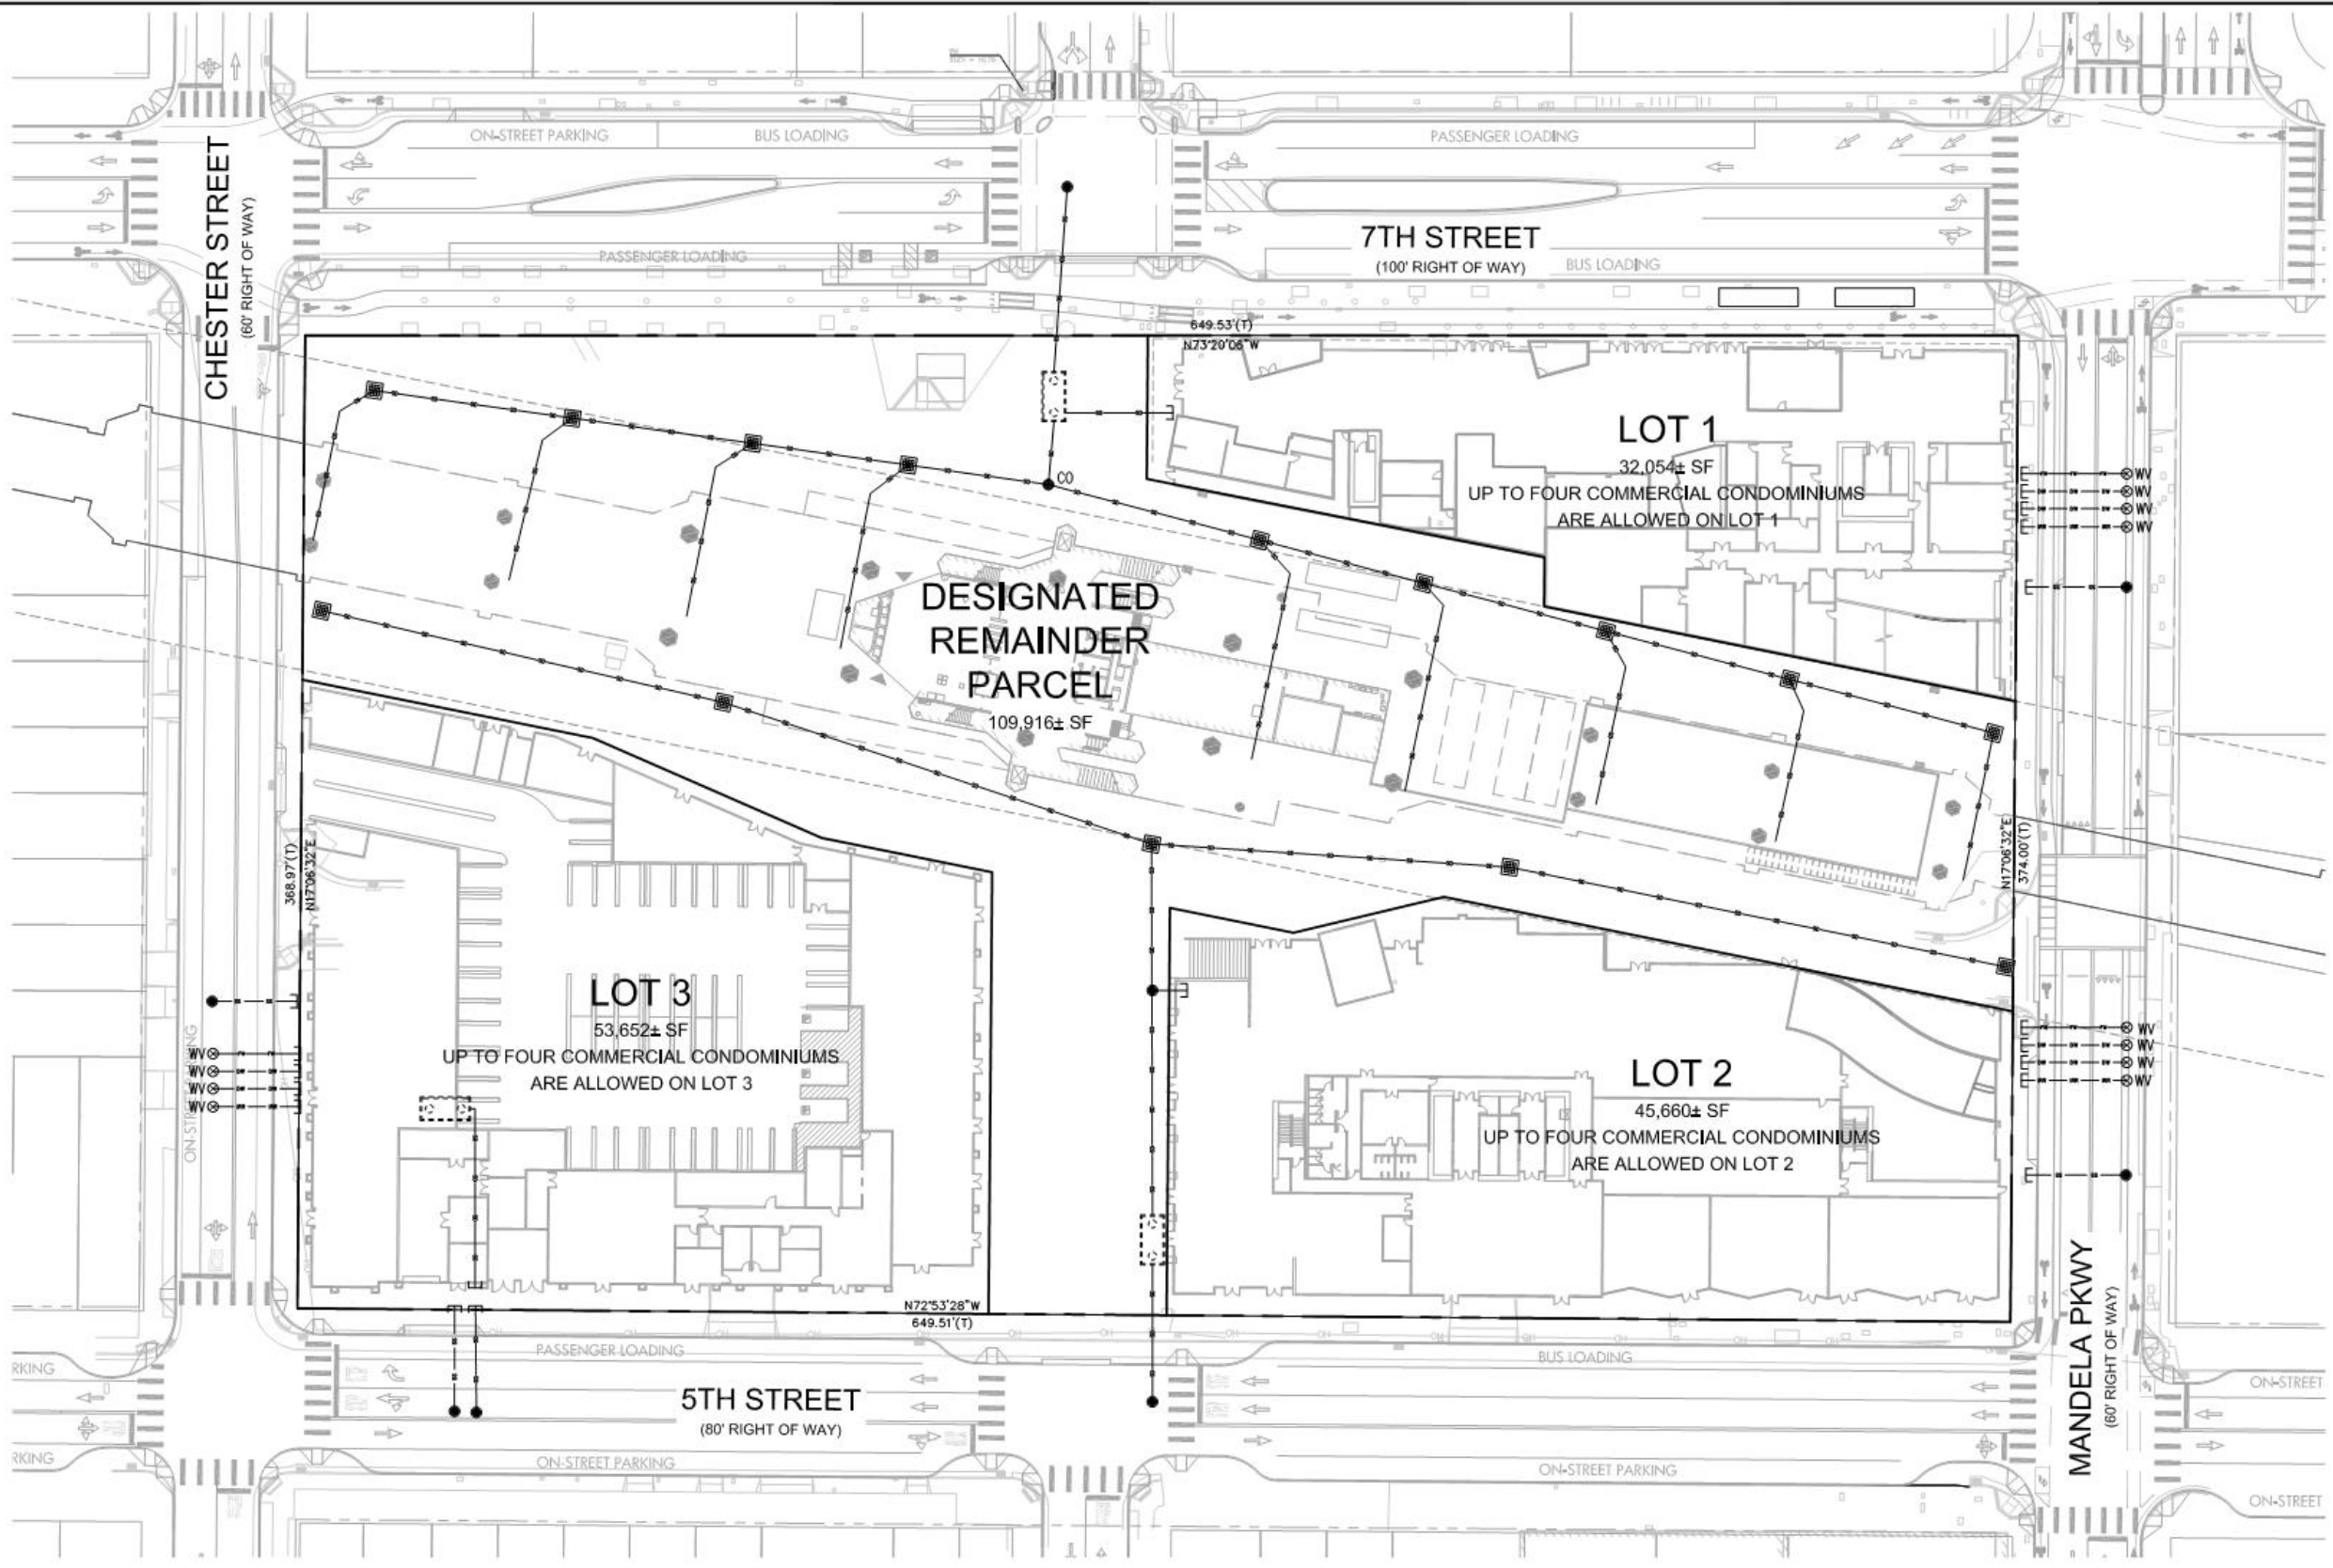 ON-STREET PARKING
BUS LOADING
PASSENGER LOADING
CHESTER STREET
(60' RIGHT OF WAY)
PASSENGER LOADING
7TH STREET
(100' RIGHT OF WAY)
BUS LOADING
649.53'(T)
N73°20'06"W
LOT 1
32,054± SF
UP TO FOUR COMMERCIAL CONDOMINIUMS
ARE ALLOWED ON LOT 1
WV
WV
WV
WV
CO
DESIGNATED
REMAINDER
PARCEL
109,916± SF
368.97'(T)
N17°06'32"E
N17°06'32"E
374.00'(T)
LOT 3
53,652± SF
UP TO FOUR COMMERCIAL CONDOMINIUMS
ARE ALLOWED ON LOT 3
WV
WV
WV
WV
ON-STREET PARKING
LOT 2
45,660± SF
UP TO FOUR COMMERCIAL CONDOMINIUMS
ARE ALLOWED ON LOT 2
WV
WV
WV
WV
N72°53'28"W
649.51'(T)
PASSENGER LOADING
BUS LOADING
MANDELA PKWY
(60' RIGHT OF WAY)
RKING
5TH STREET
(80' RIGHT OF WAY)
ON-STREET
RKING
ON-STREET PARKING
ON-STREET PARKING
ON-STREET